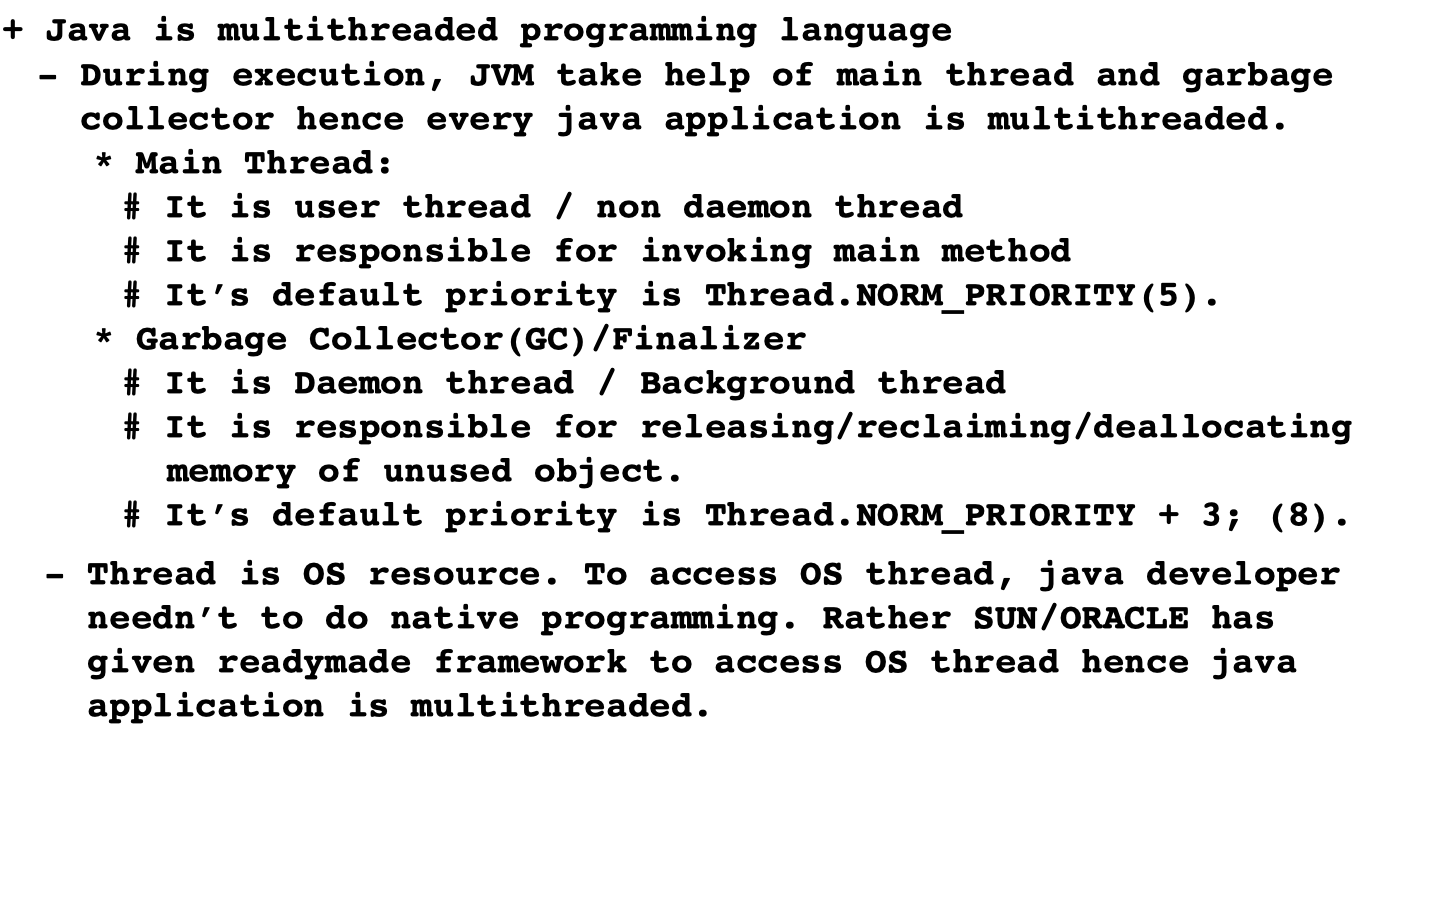 + Java is multithreaded programming language
– During execution, JVM take help of main thread and garbage
collector hence every java application is multithreaded.
* Main Thread:
# It is user thread / non daemon thread
# It is responsible for invoking main method
# It’s default priority is Thread.NORM_PRIORITY(5).
* Garbage Collector(GC)/Finalizer
# It is Daemon thread / Background thread
# It is responsible for releasing/reclaiming/deallocating
memory of unused object.
# It’s default priority is Thread.NORM_PRIORITY + 3; (8).
– Thread is OS resource. To access OS thread, java developer
needn’t to do native programming. Rather SUN/ORACLE has
given readymade framework to access OS thread hence java
application is multithreaded.